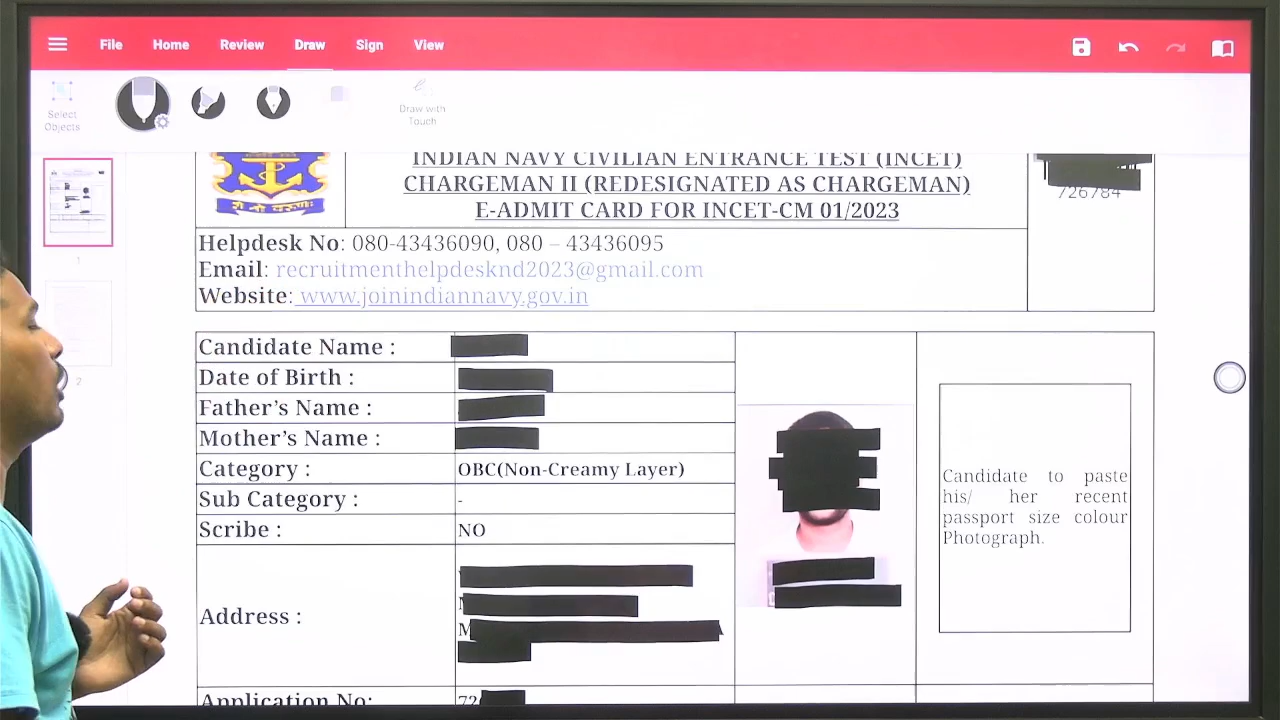 File Home Review Draw Sign View
Select Objects
Draw with Touch
1
2
INDIAN NAVY CIVILIAN ENTRANCE TEST (INCET)
CHARGEMAN II (REDESIGNATED AS CHARGEMAN)
E-ADMIT CARD FOR INCET-CM 01/2023
726784
Helpdesk No: 080-43436090, 080 – 43436095
Email: recruitmenthelpdesknd2023@gmail.com
Website: www.joinindiannavy.gov.in
Candidate Name :
Date of Birth :
Father's Name :
Mother's Name :
Category : OBC(Non-Creamy Layer)
Sub Category : -
Scribe : NO
Address :
M
Application No: 72
Candidate to paste
his/ her recent
passport size colour
Photograph.